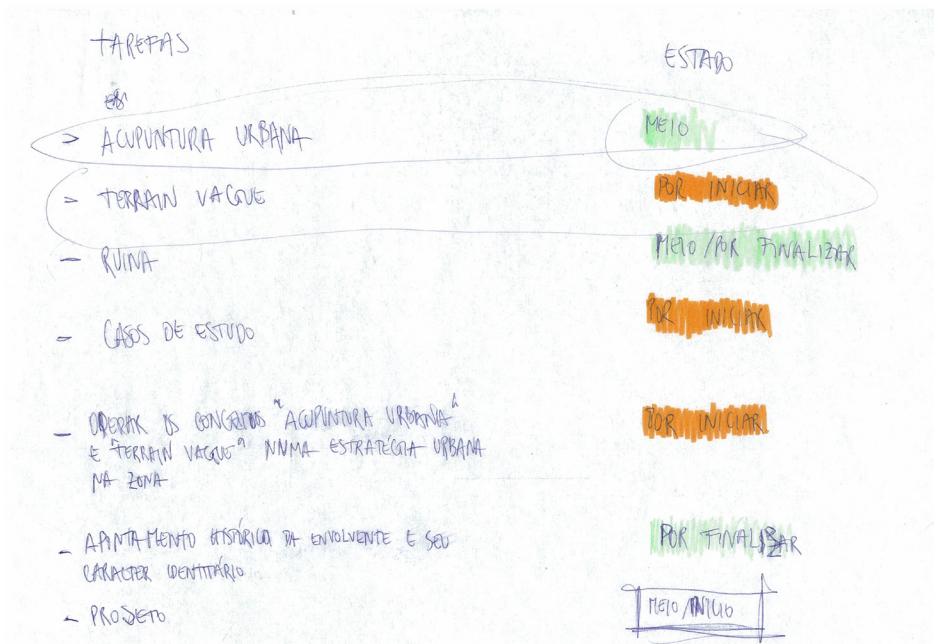 TAREFAS
ESTADO
> ACUPUNTURA URBANA MEIO
> TERRAIN VAGUE POR INICIAR
- RUINA MEIO/POR FINALIZAR
- CASOS DE ESTUDO POR INICIAR
- OPERAR OS CONCEITOS "ACUPUNTURA URBANA" POR INICIAR
E "TERRAIN VAGUE" NNMA ESTRATÉGIA URBANA
NA ZONA
- APONTAMENTO HISTÓRICO DA ENVOLVENTE E SEU POR FINALIZAR
CARACTER IDENTITÁRIO
- PROJETO MEIO/INICIO